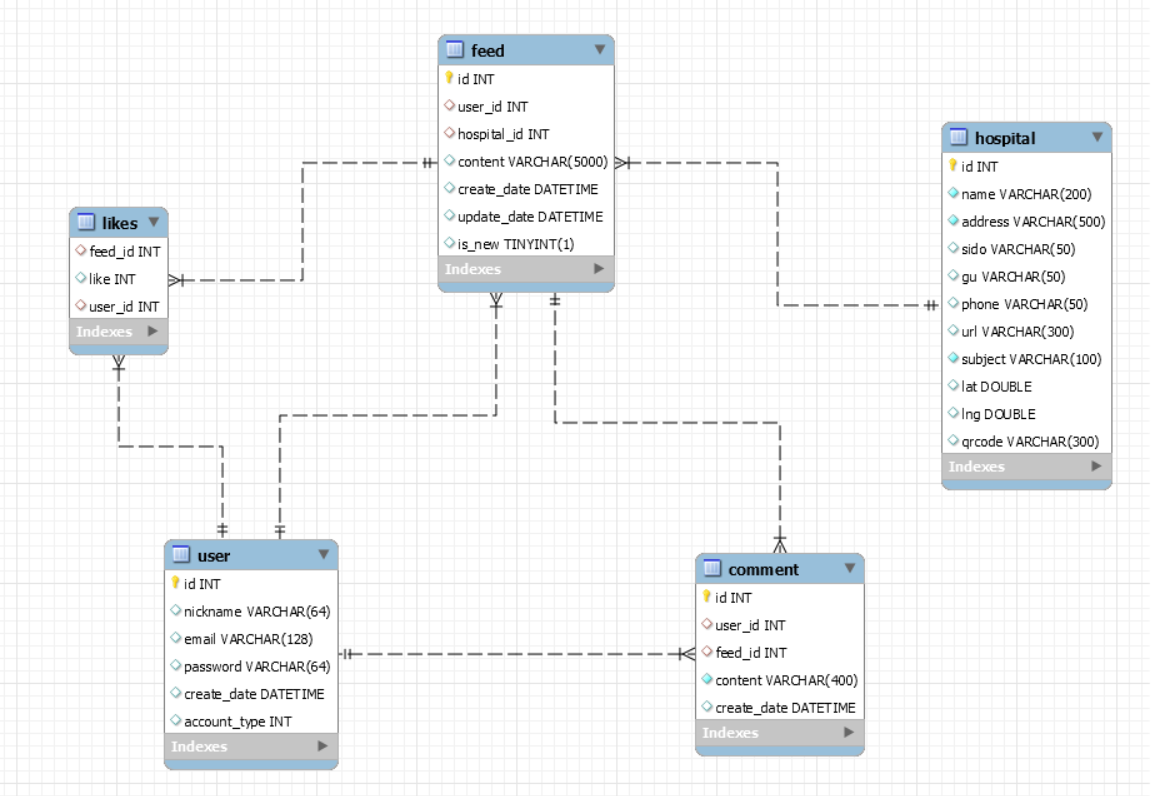 feed
id INT
user_id INT
hospital_id INT
content VARCHAR(5000)
create_date DATETIME
update_date DATETIME
is_new TINYINT(1)
Indexes
hospital
id INT
name VARCHAR(200)
address VARCHAR(500)
sido VARCHAR(50)
gu VARCHAR(50)
phone VARCHAR(50)
url VARCHAR(300)
subject VARCHAR(100)
lat DOUBLE
lng DOUBLE
qrcode VARCHAR(300)
Indexes
likes
feed_id INT
like INT
user_id INT
Indexes
user
id INT
nickname VARCHAR(64)
email VARCHAR(128)
password VARCHAR(64)
create_date DATETIME
account_type INT
Indexes
comment
id INT
user_id INT
feed_id INT
content VARCHAR(400)
create_date DATETIME
Indexes